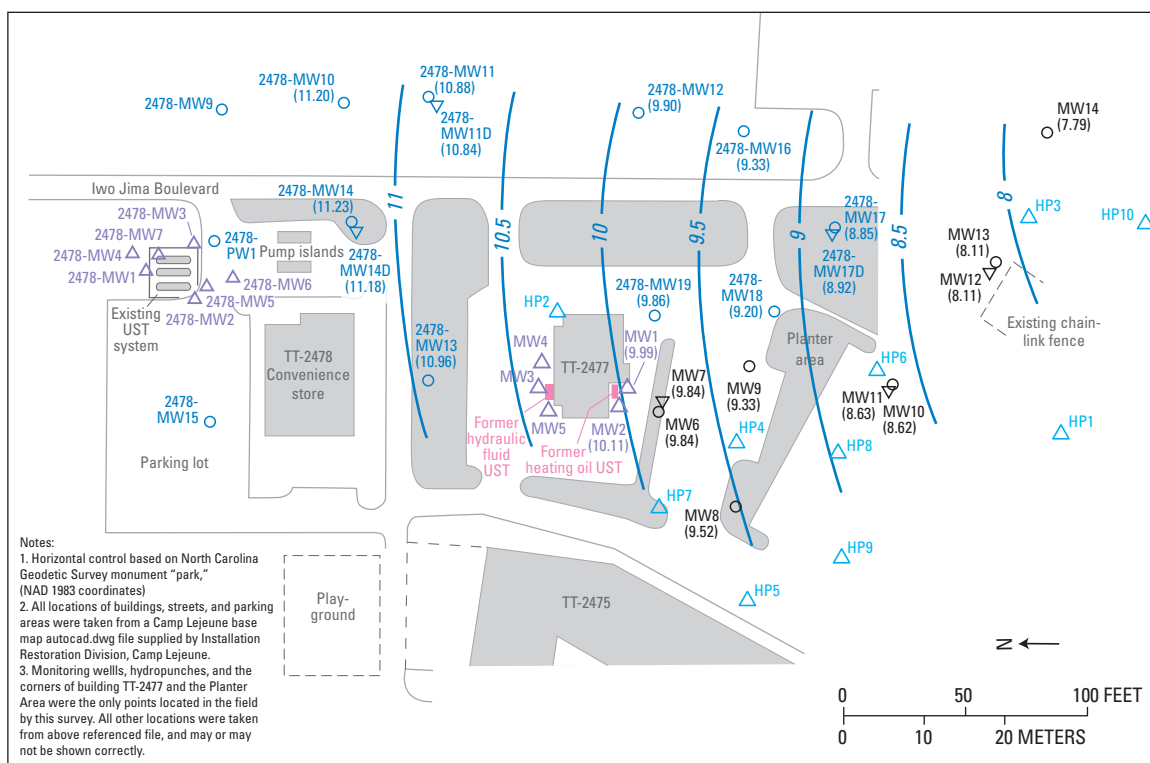 2478-MW9
2478-MW10
(11.20)
2478-MW11
(10.88)
2478-
MW11D
(10.84)
2478-MW12
(9.90)
2478-MW16
(9.33)
MW14
(7.79)
Iwo Jima Boulevard
2478-MW14
(11.23)
11
10.5
10
9.5
9
8.5
8
2478-
MW17
(8.85)
2478-
MW17D
(8.92)
HP3
HP10
2478-MW3
2478-MW7
2478-MW4
2478-MW1
2478-
PW1
Pump islands
2478-
MW14D
(11.18)
2478-MW6
2478-MW5
2478-MW2
Existing
UST
system
MW13
(8.11)
MW12
(8.11)
Existing chain-
link fence
HP2
2478-MW19
(9.86)
2478-
MW18
(9.20)
Planter
area
TT-2478
Convenience
store
2478-
MW13
(10.96)
MW4
MW3
MW5
TT-2477
MW1
(9.99)
MW2
(10.11)
MW7
(9.84)
MW6
(9.84)
MW9
(9.33)
HP6
MW11
(8.63)
MW10
(8.62)
2478-
MW15
Parking lot
Former
hydraulic
fluid
UST
Former
heating oil UST
HP4
HP8
HP1
HP7
MW8
(9.52)
HP9
HP5
Play-
ground
TT-2475
Notes:
1. Horizontal control based on North Carolina
Geodetic Survey monument “park,”
(NAD 1983 coordinates)
2. All locations of buildings, streets, and parking
areas were taken from a Camp Lejeune base
map autocad.dwg file supplied by Installation
Restoration Division, Camp Lejeune.
3. Monitoring wellls, hydropunches, and the
corners of building TT-2477 and the Planter
Area were the only points located in the field
by this survey. All other locations were taken
from above referenced file, and may or may
not be shown correctly.
N
0 50 100 FEET
0 10 20 METERS